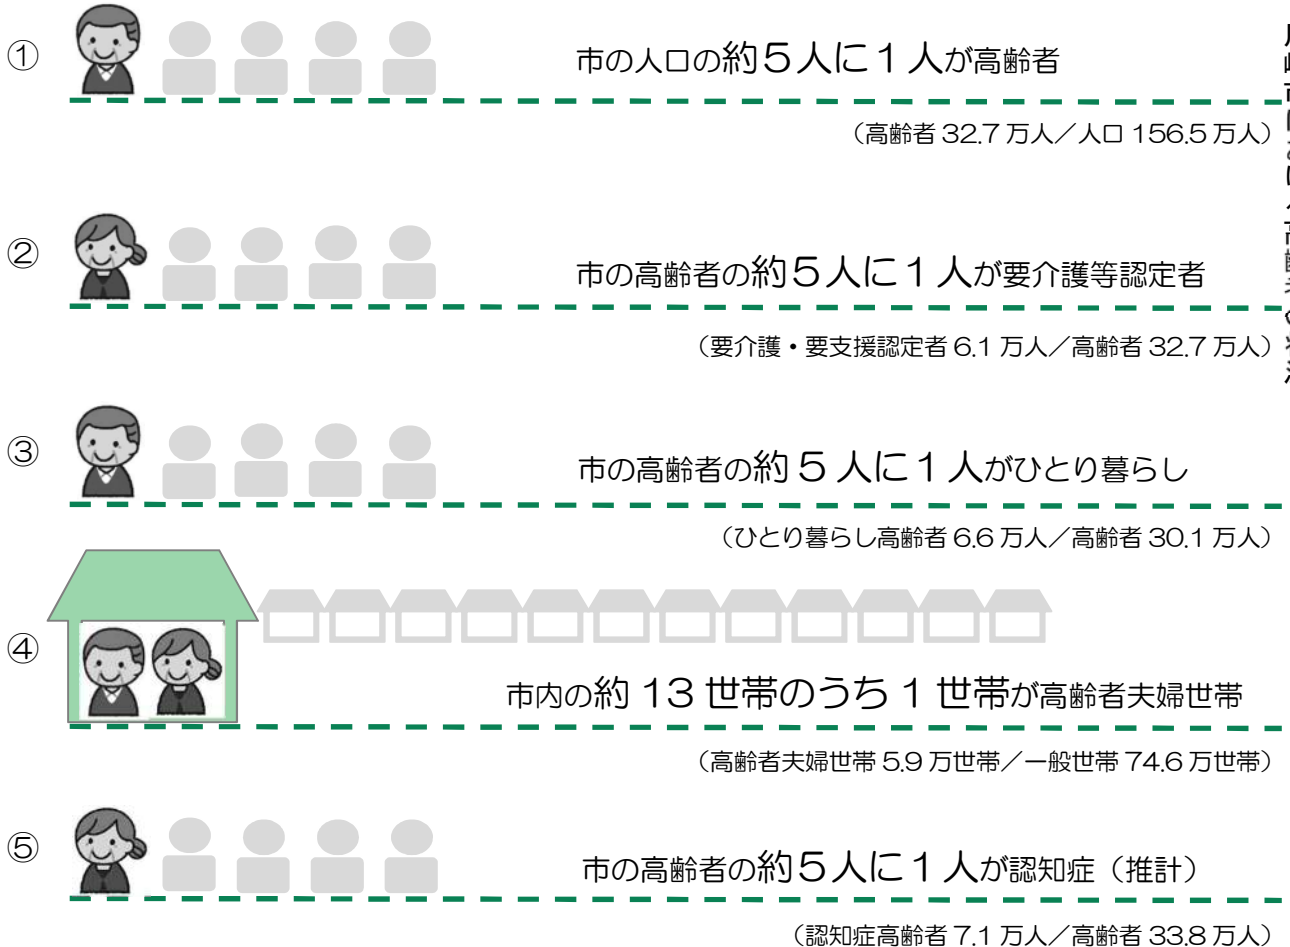 ①
市の人口の約5人に1人が高齢者
(高齢者 32.7 万人／人口 156.5 万人)
②
市の高齢者の約5人に1人が要介護等認定者
(要介護・要支援認定者 6.1 万人／高齢者 32.7 万人)
③
市の高齢者の約5人に1人がひとり暮らし
(ひとり暮らし高齢者 6.6 万人／高齢者 30.1 万人)
④
市内の約 13 世帯のうち 1 世帯が高齢者夫婦世帯
(高齢者夫婦世帯 5.9 万世帯／一般世帯 74.6 万世帯)
⑤
市の高齢者の約5人に1人が認知症（推計）
(認知症高齢者 7.1 万人／高齢者 33.8 万人)